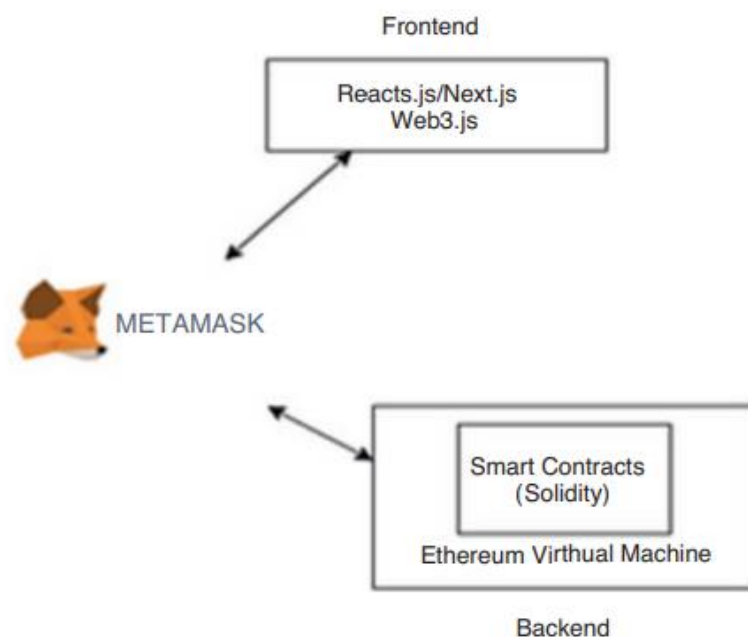 Frontend
Reacts.js/Next.js
Web3.js
METAMASK
Smart Contracts
(Solidity)
Ethereum Virthual Machine
Backend